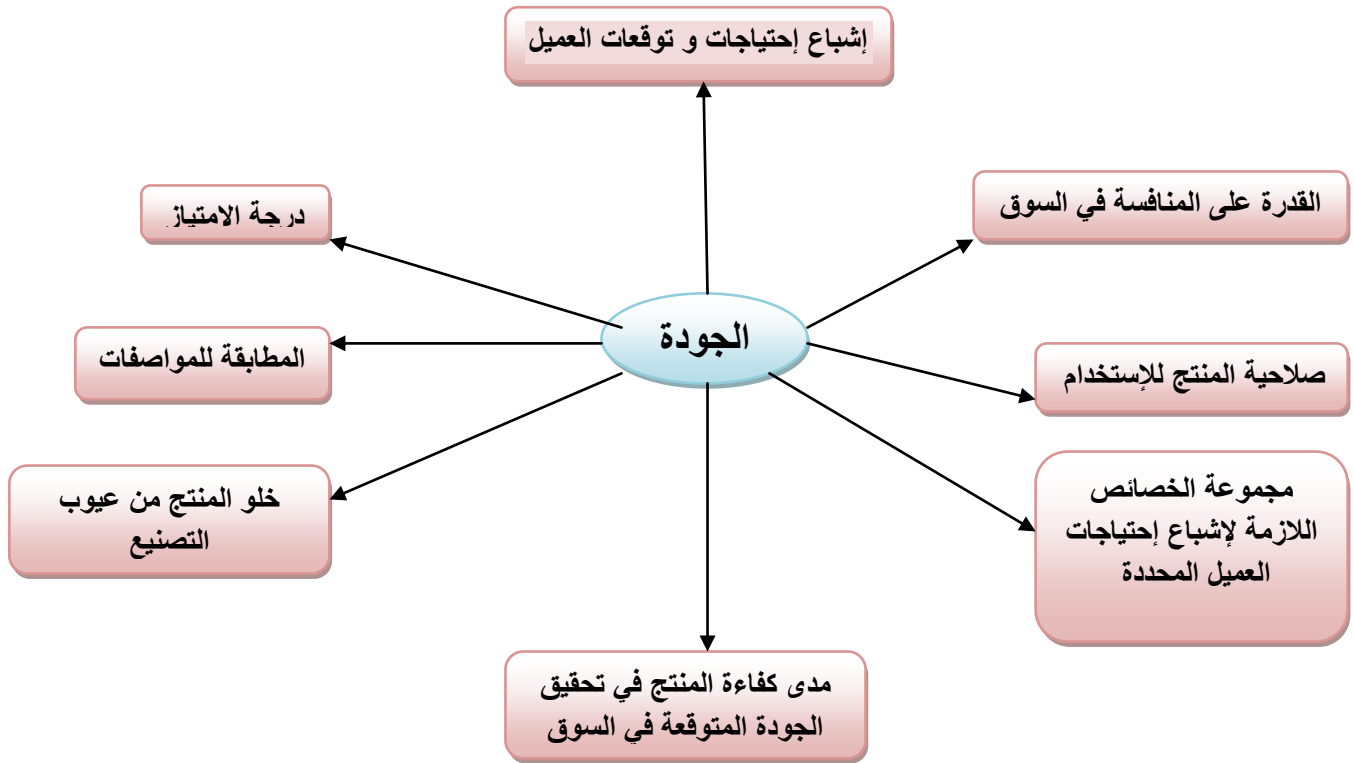 إشباع إحتياجات و توقعات العميل
القدرة على المنافسة في السوق
درجة الامتياز
الجودة
المطابقة للمواصفات
صلاحية المنتج للإستخدام
مجموعة الخصائص
اللازمة لإشباع إحتياجات
العميل المحددة
خلو المنتج من عيوب
التصنيع
مدى كفاءة المنتج في تحقيق
الجودة المتوقعة في السوق